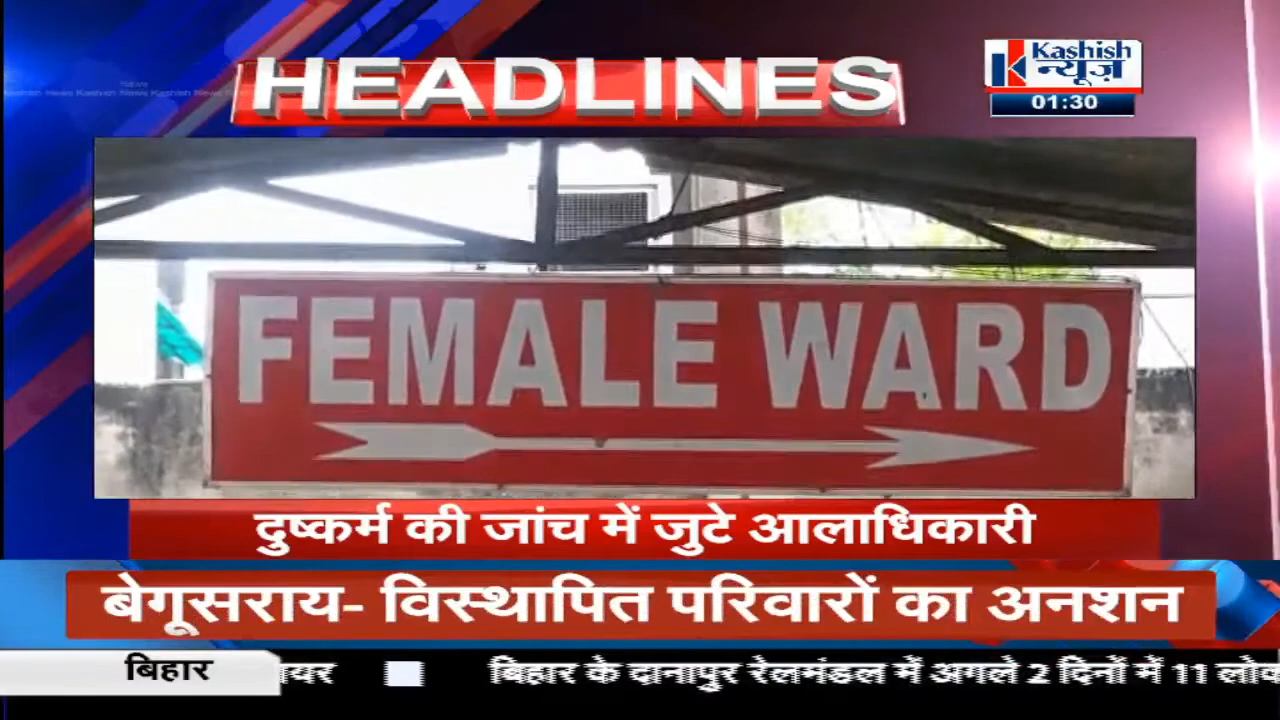 HEADLINES
Kashish
न्यूज़
01:30
FEMALE WARD
दुष्कर्म की जांच में जुटे आलाधिकारी
बेगूसराय- विस्थापित परिवारों का अनशन
बिहार
बिहार के दानापुर रेलमंडल में अगले 2 दिनों में 11